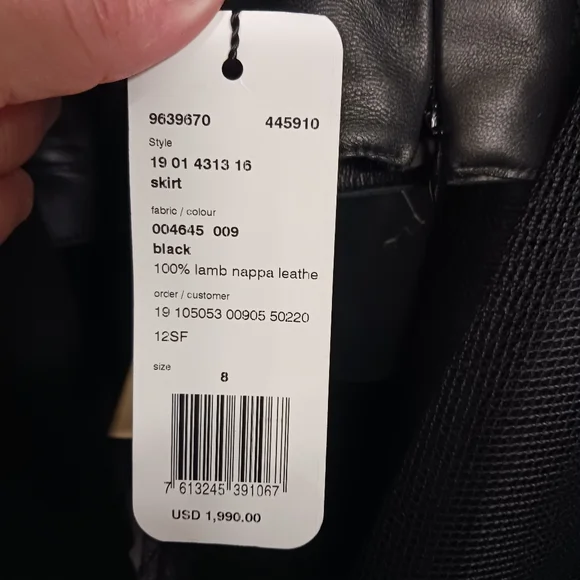 9639670 445910
Style
19 01 4313 16
skirt
fabric / colour
004645 009
black
100% lamb nappa leathe
order / customer
19 105053 00905 50220
12SF
size
8
7 613245 391067
USD 1,990.00